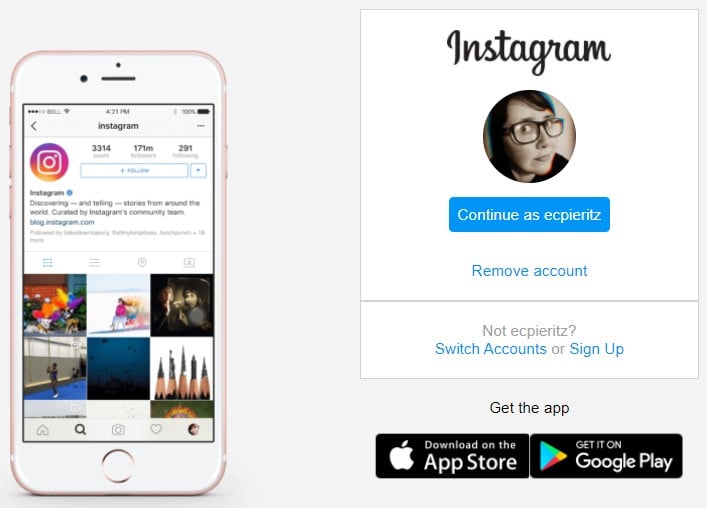 BELL
4:21 PM
100%
instagram
3314
171m
291
posts
followers
following
+ FOLLOW
Instagram
Discovering — and telling — stories from around the
world. Curated by Instagram's community team.
blog.instagram.com
Followed by bakedowncakery, thetinytemptress, lunchpunch + 18
more
Instagram
Continue as ecpieritz
Remove account
Not ecpieritz?
Switch Accounts or Sign Up
Get the app
Download on the
App Store
GET IT ON
Google Play